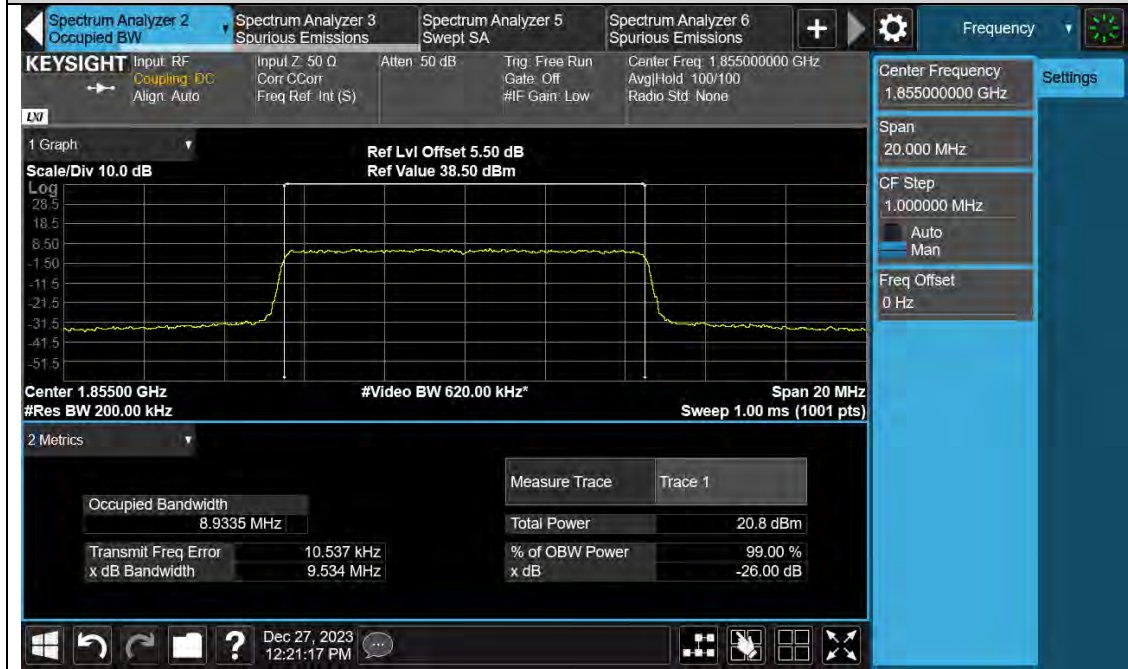 Spectrum Analyzer 2
Occupied BW
Spectrum Analyzer 3
Spurious Emissions
Spectrum Analyzer 5
Swept SA
Spectrum Analyzer 6
Spurious Emissions
+
Frequency
KEYSIGHT
Input: RF
Coupling: DC
Align: Auto
Input Z: 50 Ω
Corr CCorr
Freq Ref: Int (S)
Atten: 50 dB
Trig: Free Run
Gate: Off
#IF Gain: Low
Center Freq: 1.855000000 GHz
Avg|Hold: 100/100
Radio Std: None
LXI
Center Frequency
1.855000000 GHz
Settings
Span
20.000 MHz
CF Step
1.000000 MHz
Auto
Man
Freq Offset
0 Hz
1 Graph
Scale/Div 10.0 dB
Ref Lvl Offset 5.50 dB
Ref Value 38.50 dBm
Log
28.5
18.5
8.50
-1.50
-11.5
-21.5
-31.5
-41.5
-51.5
Center 1.85500 GHz
#Video BW 620.00 kHz*
Span 20 MHz
#Res BW 200.00 kHz
Sweep 1.00 ms (1001 pts)
2 Metrics
Measure Trace Trace 1
Occupied Bandwidth
8.9335 MHz
Total Power 20.8 dBm
Transmit Freq Error 10.537 kHz
% of OBW Power 99.00 %
x dB Bandwidth 9.534 MHz
x dB -26.00 dB
?
Dec 27, 2023
12:21:17 PM